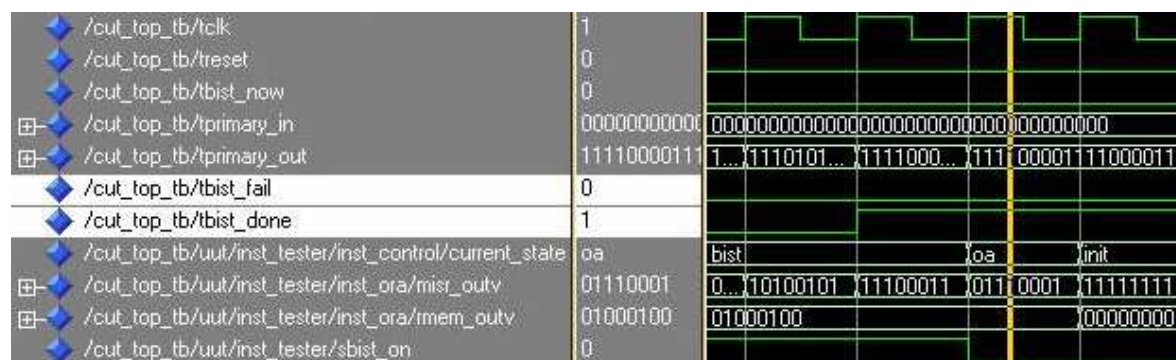 /cut_top_tb/tclk 1
/cut_top_tb/treset 0
/cut_top_tb/tbist_now 0
/cut_top_tb/tprimary_in 00000000000 0000000000000000000000000000000000
/cut_top_tb/tprimary_out 11110000111 1... 1110101... 1111000... 111 00001111000011
/cut_top_tb/tbist_fail 0
/cut_top_tb/tbist_done 1
/cut_top_tb/uut/inst_tester/inst_control/current_state oa bist oa init
/cut_top_tb/uut/inst_tester/inst_ora/misr_outv 01110001 0... 10100101 11100011 011 0001 11111111
/cut_top_tb/uut/inst_tester/inst_ora/rmem_outv 01000100 01000100 00000000
/cut_top_tb/uut/inst_tester/sbist_on 0